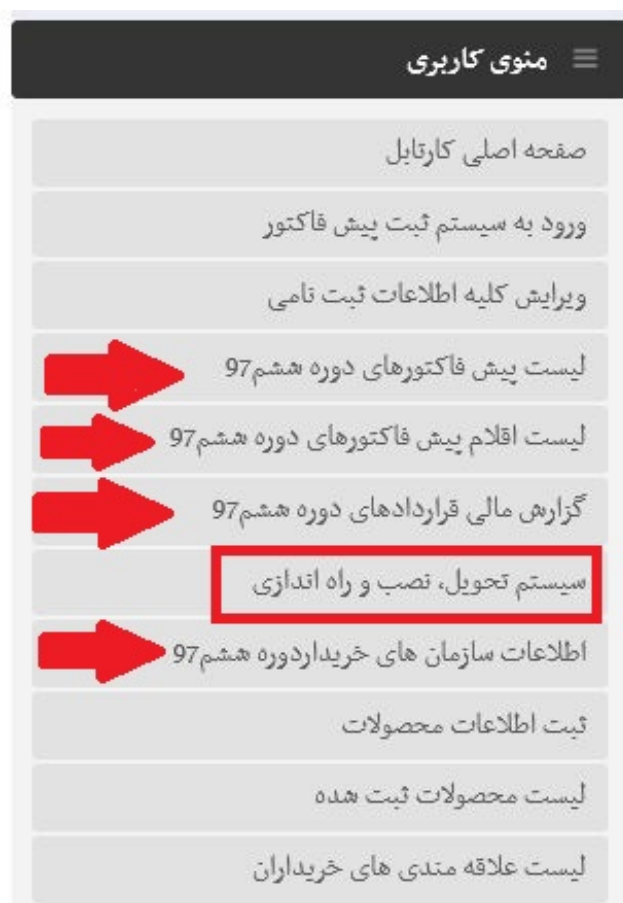 منوی کاربری
صفحه اصلی کارتابل
ورود به سیستم ثبت پیش فاکتور
ویرایش کلیه اطلاعات ثبت نامی
لیست پیش فاکتورهای دوره ششم97
لیست اقلام پیش فاکتورهای دوره ششم97
گزارش مالی قراردادهای دوره ششم97
سیستم تحویل، نصب و راه اندازی
اطلاعات سازمان های خریداردوره ششم97
ثبت اطلاعات محصولات
لیست محصولات ثبت شده
لیست علاقه مندی های خریداران